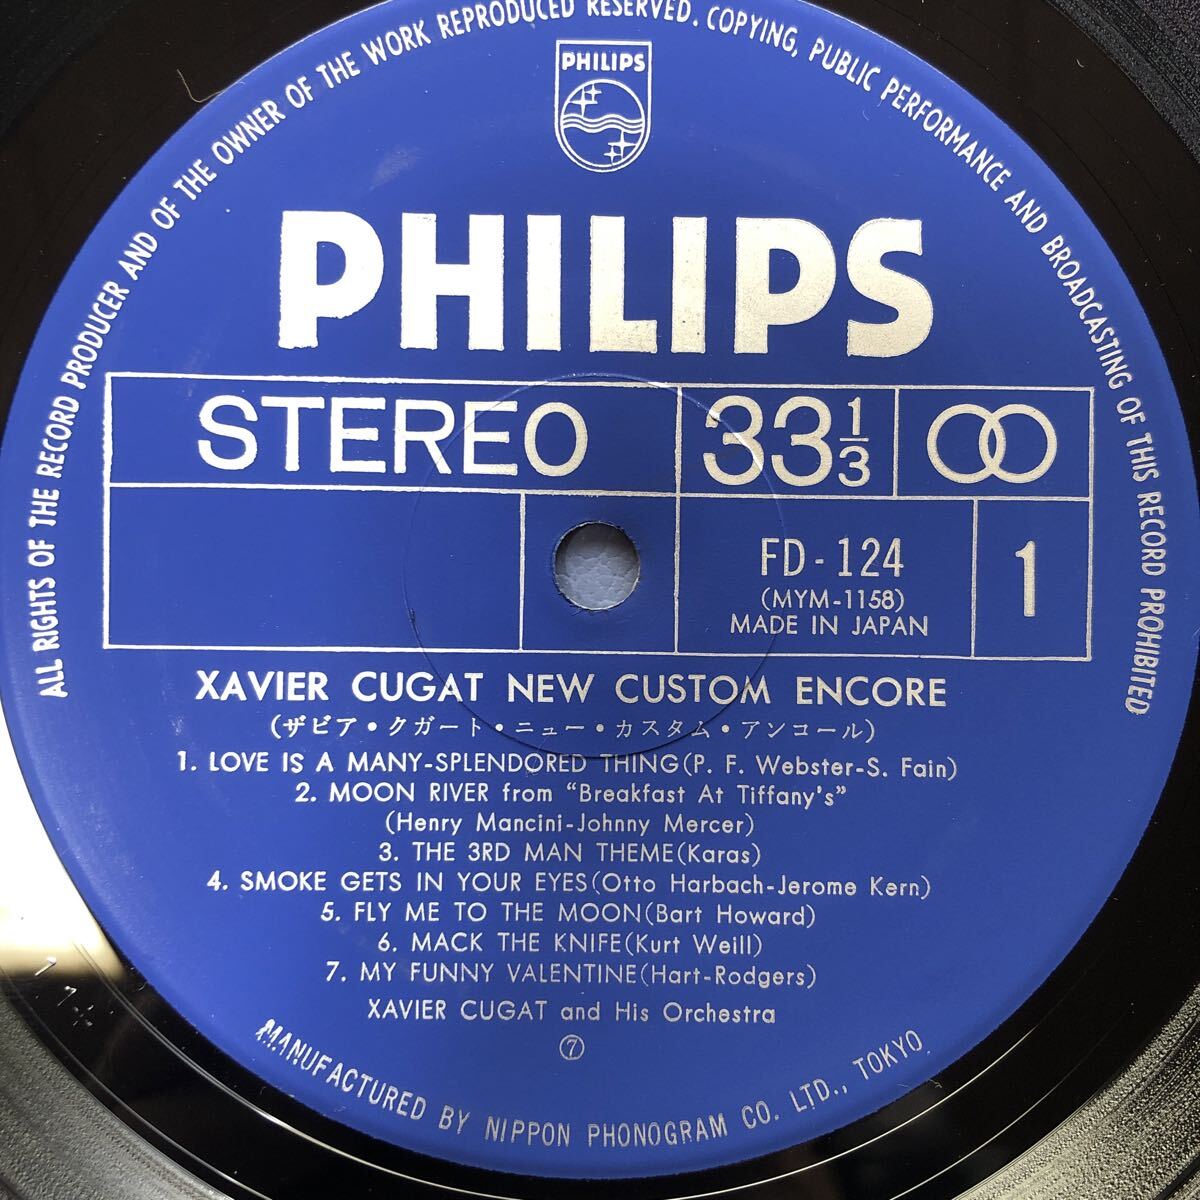 ALL RIGHTS OF THE RECORD PRODUCER AND OF THE OWNER OF THE WORK REPRODUCED RESERVED. COPYING, PUBLIC PERFORMANCE AND BROADCASTING OF THIS RECORD PROHIBITED
PHILIPS
PHILIPS
STEREO
33 1/3
FD-124
(MYM-1158)
MADE IN JAPAN
1
XAVIER CUGAT NEW CUSTOM ENCORE
(ザビア・クガート・ニュー・カスタム・アンコール)
1. LOVE IS A MANY-SPLENDORED THING(P. F. Webster-S. Fain)
2. MOON RIVER from "Breakfast At Tiffany's"
(Henry Mancini-Johnny Mercer)
3. THE 3RD MAN THEME(Karas)
4. SMOKE GETS IN YOUR EYES(Otto Harbach-Jerome Kern)
5. FLY ME TO THE MOON(Bart Howard)
6. MACK THE KNIFE(Kurt Weill)
7. MY FUNNY VALENTINE(Hart-Rodgers)
XAVIER CUGAT and His Orchestra
⑦
MANUFACTURED BY NIPPON PHONOGRAM CO. LTD., TOKYO